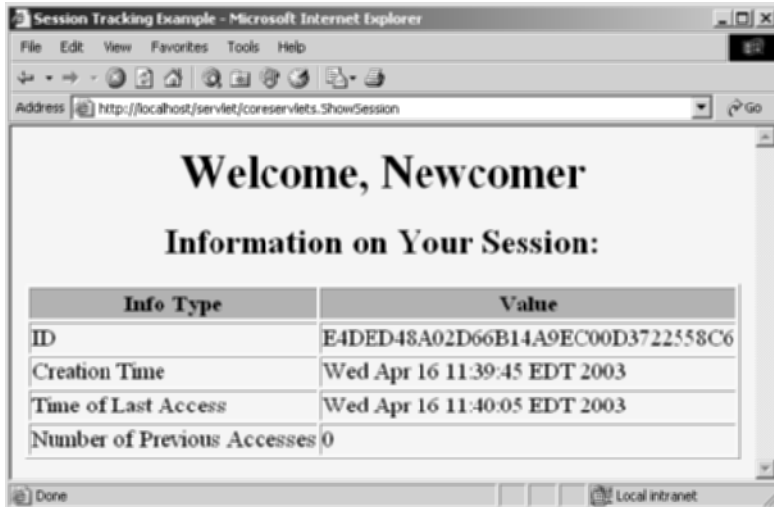 Session Tracking Example - Microsoft Internet Explorer
File Edit View Favorites Tools Help
Address http://localhost/servlet/coreservlets.ShowSession Go
Welcome, Newcomer
Information on Your Session:
Info Type Value
ID E4DED48A02D66B14A9EC00D3722558C6
Creation Time Wed Apr 16 11:39:45 EDT 2003
Time of Last Access Wed Apr 16 11:40:05 EDT 2003
Number of Previous Accesses 0
Done Local intranet